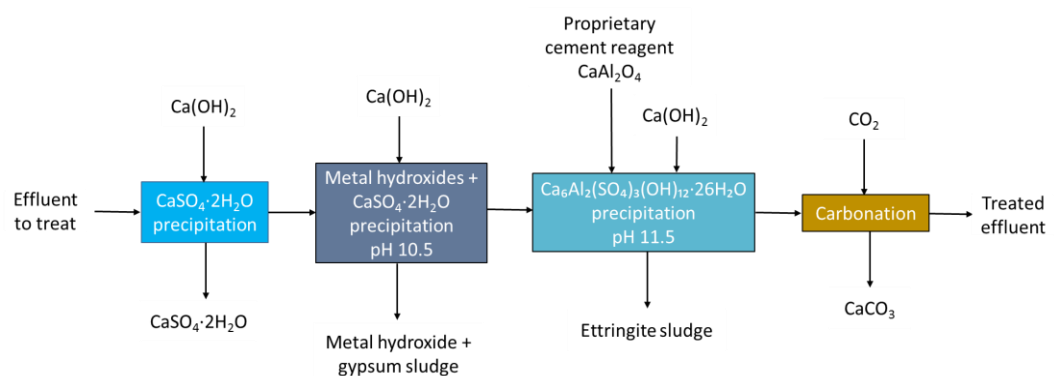 Proprietary
cement reagent
CaAl₂O₄
Ca(OH)₂
Ca(OH)₂
Ca(OH)₂
CO₂
Effluent
to treat
CaSO₄·2H₂O
precipitation
Metal hydroxides +
CaSO₄·2H₂O
precipitation
pH 10.5
Ca₆Al₂(SO₄)₃(OH)₁₂·26H₂O
precipitation
pH 11.5
Carbonation
Treated
effluent
CaSO₄·2H₂O
Metal hydroxide +
gypsum sludge
Ettringite sludge
CaCO₃